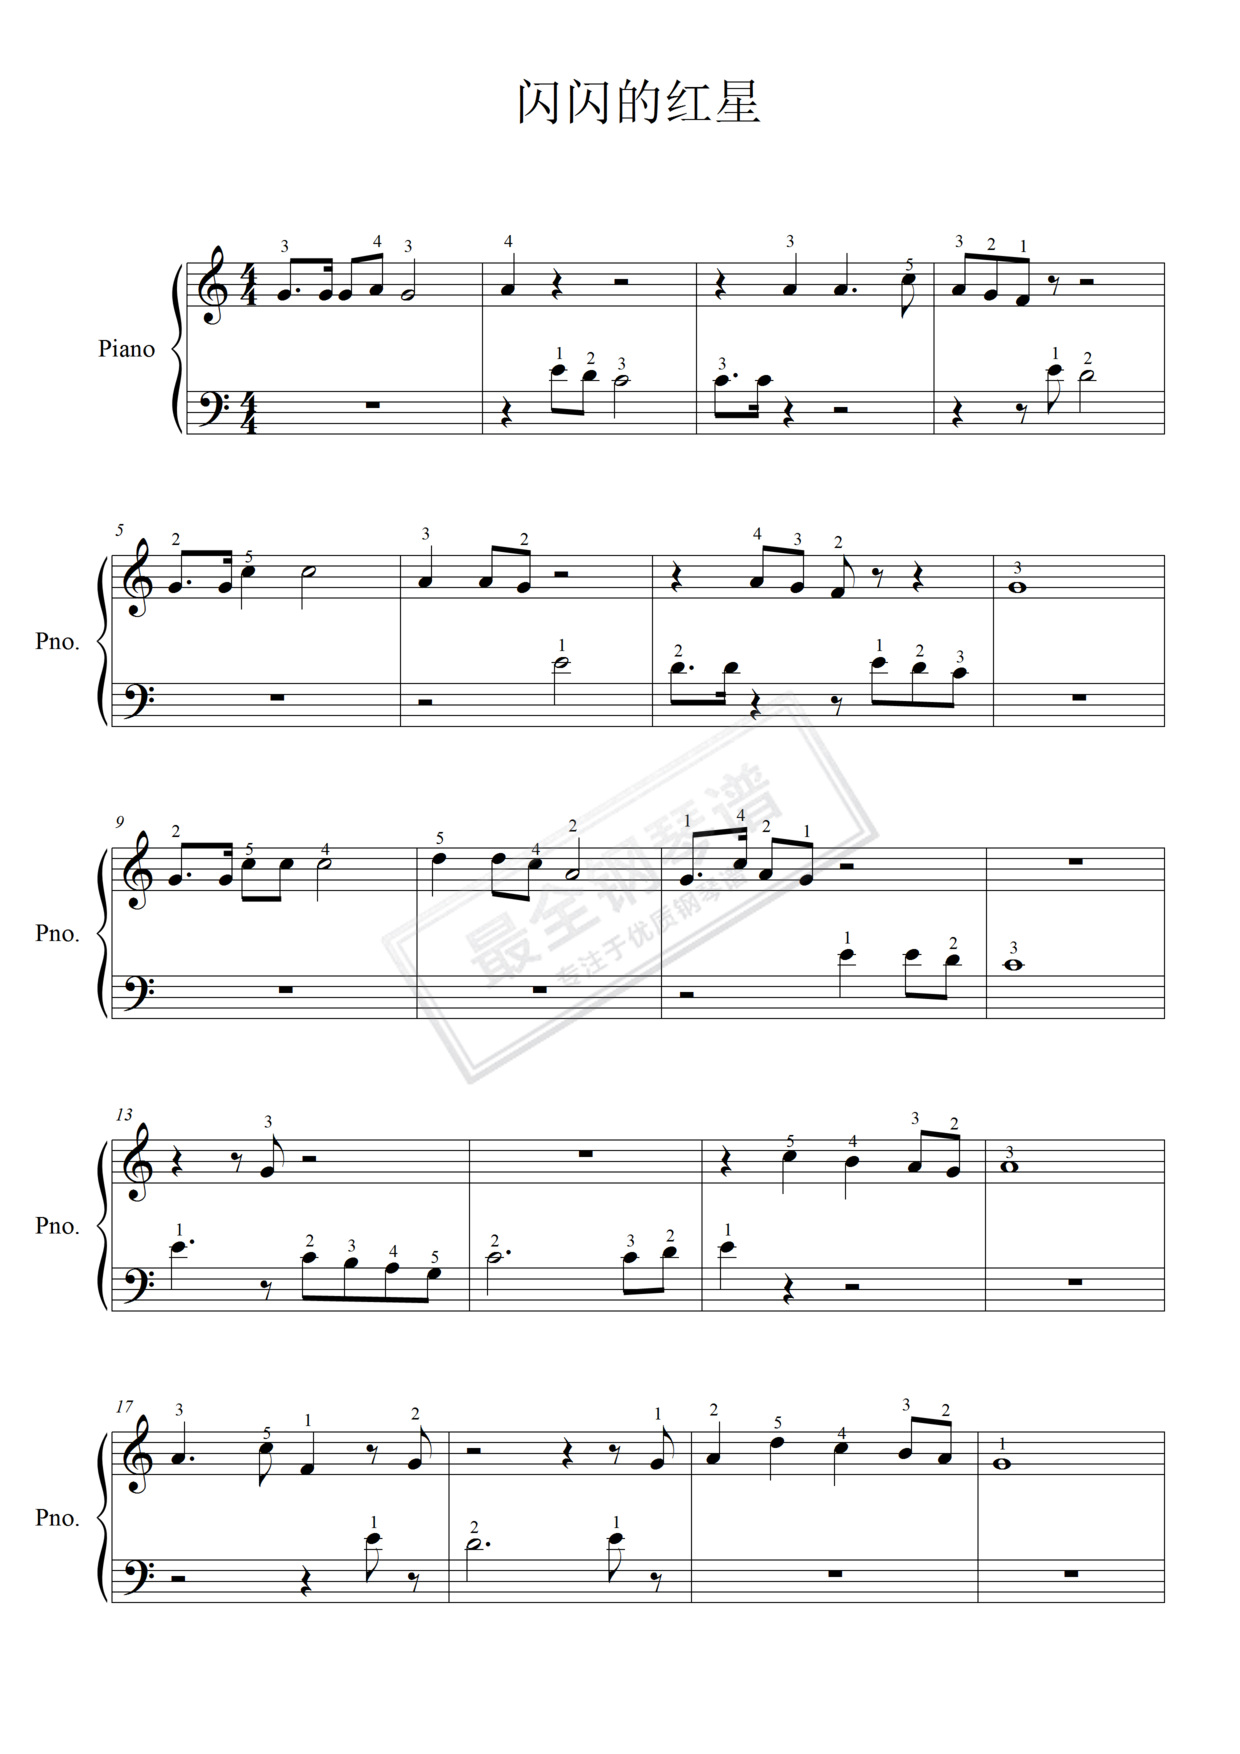 闪闪的红星
3 4 3 4 3 5 3 2 1
Piano
1 2 3 3 1 2
5
2 5 3 2 4 3 2 3
Pno.
1 2 1 2 3
9
2 5 4 5 4 2 1 4 2 1
Pno.
1 2 3
13
3 5 4 3 2 3
Pno.
1 2 3 4 5 2 3 2 1
17
3 5 1 2 1 2 5 4 3 2 1
Pno.
1 2 1
最全钢琴谱
专注于优质钢琴谱